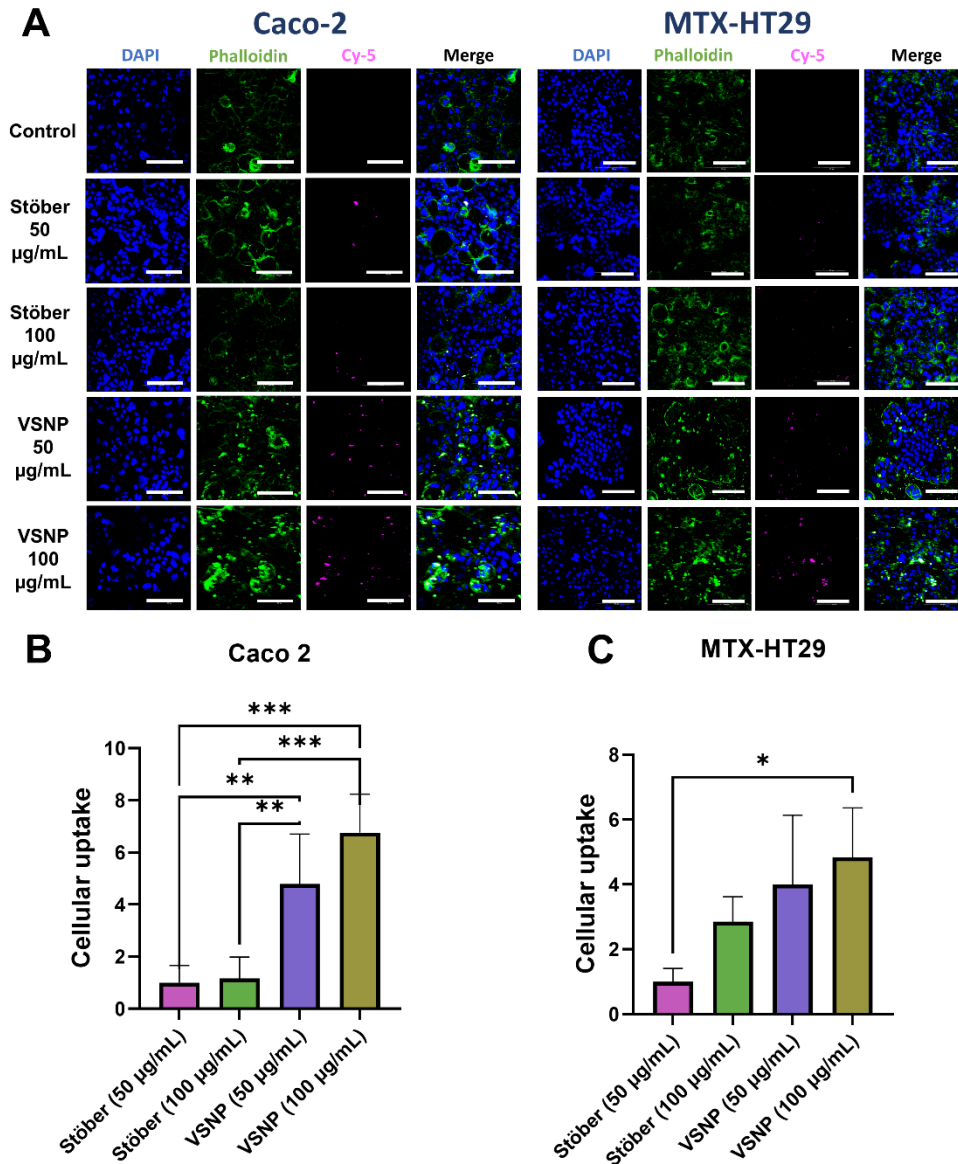 A
Caco-2 MTX-HT29
DAPI Phalloidin Cy-5 Merge DAPI Phalloidin Cy-5 Merge
Control
Stöber
50
µg/mL
Stöber
100
µg/mL
VSNP
50
µg/mL
VSNP
100
µg/mL
B
Caco 2
Cellular uptake
10
8
6
4
2
0
***
***
**
**
Stöber (50 µg/mL)
Stöber (100 µg/mL)
VSNP (50 µg/mL)
VSNP (100 µg/mL)
C
MTX-HT29
Cellular uptake
8
6
4
2
0
*
Stöber (50 µg/mL)
Stöber (100 µg/mL)
VSNP (50 µg/mL)
VSNP (100 µg/mL)